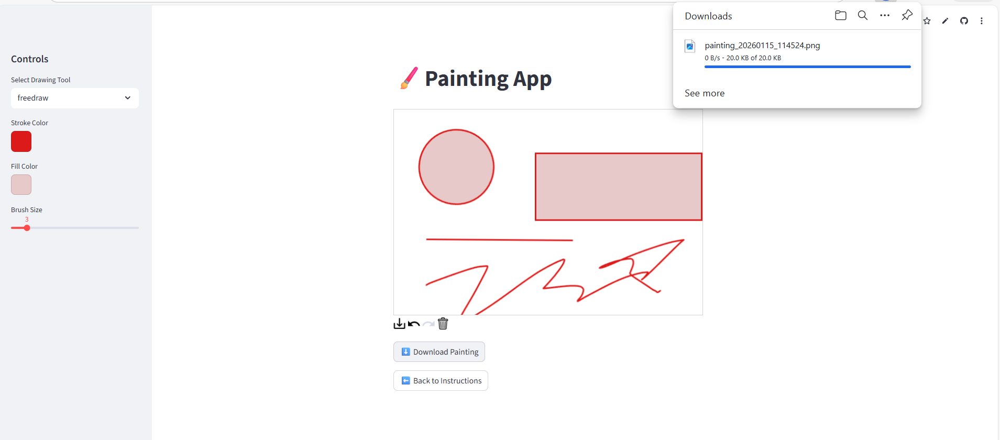 Controls
Select Drawing Tool
freedraw
Stroke Color
Fill Color
Brush Size
3
Painting App
Download Painting
Back to Instructions
Downloads
painting_20260115_114524.png
0 B/s - 20.0 KB of 20.0 KB
See more